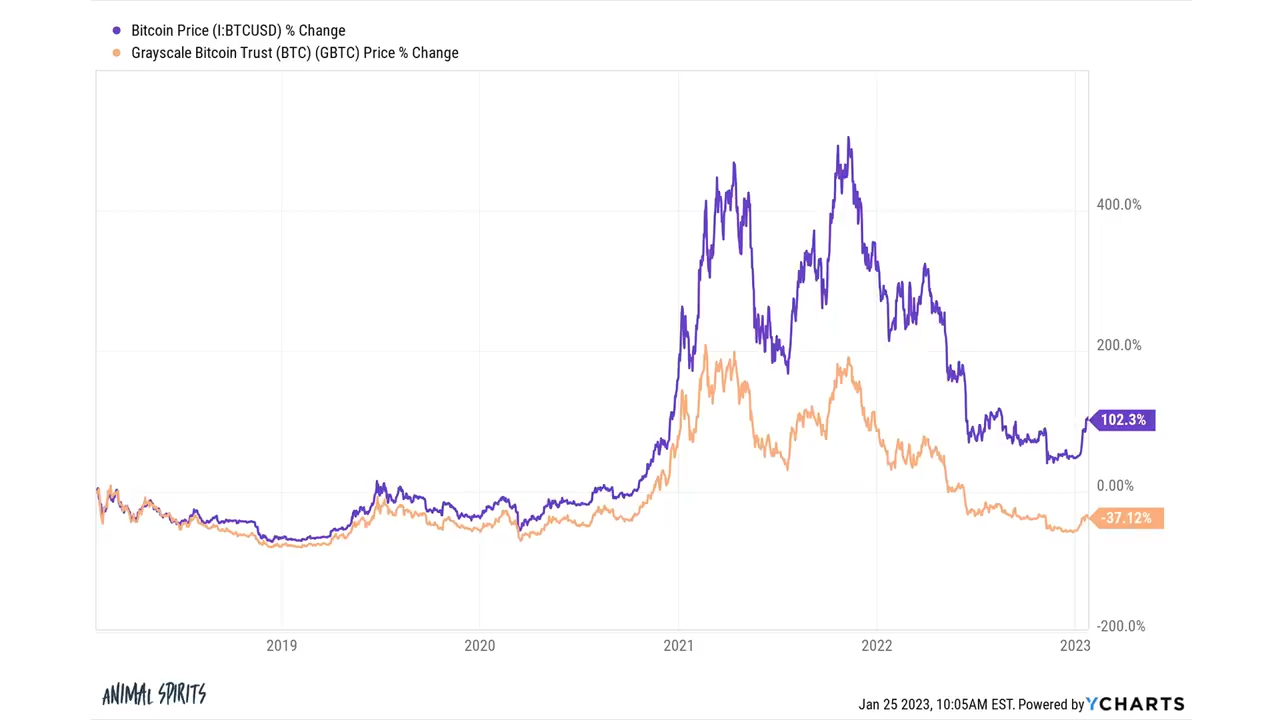 Bitcoin Price (I:BTCUSD) % Change
Grayscale Bitcoin Trust (BTC) (GBTC) Price % Change
400.0%
200.0%
102.3%
0.00%
-37.12%
-200.0%
2019
2020
2021
2022
2023
ANIMAL SPIRITS
Jan 25 2023, 10:05AM EST. Powered by YCHARTS